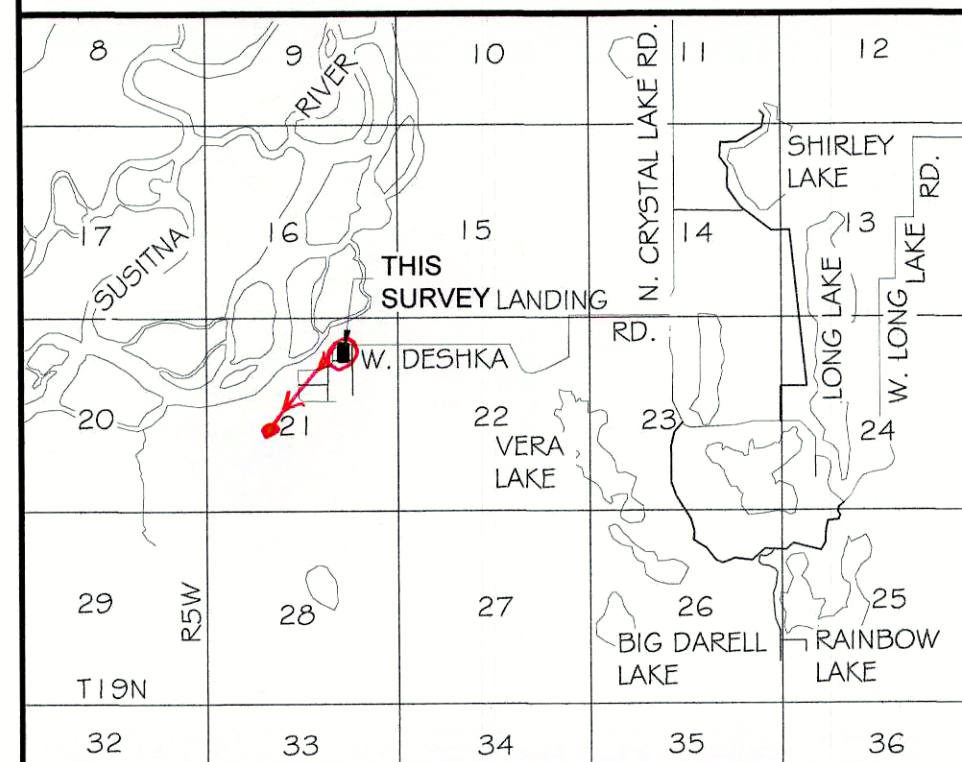 8
9
10
11
12
RIVER
N. CRYSTAL LAKE RD.
SHIRLEY
LAKE
17
SUSITNA
16
15
14
13
W. LONG
LAKE RD.
LONG LAKE
THIS
SURVEY
LANDING
RD.
W. DESHKA
20
21
22
23
24
VERA
LAKE
29
R5W
28
27
26
25
BIG DARELL
LAKE
RAINBOW
LAKE
T19N
32
33
34
35
36